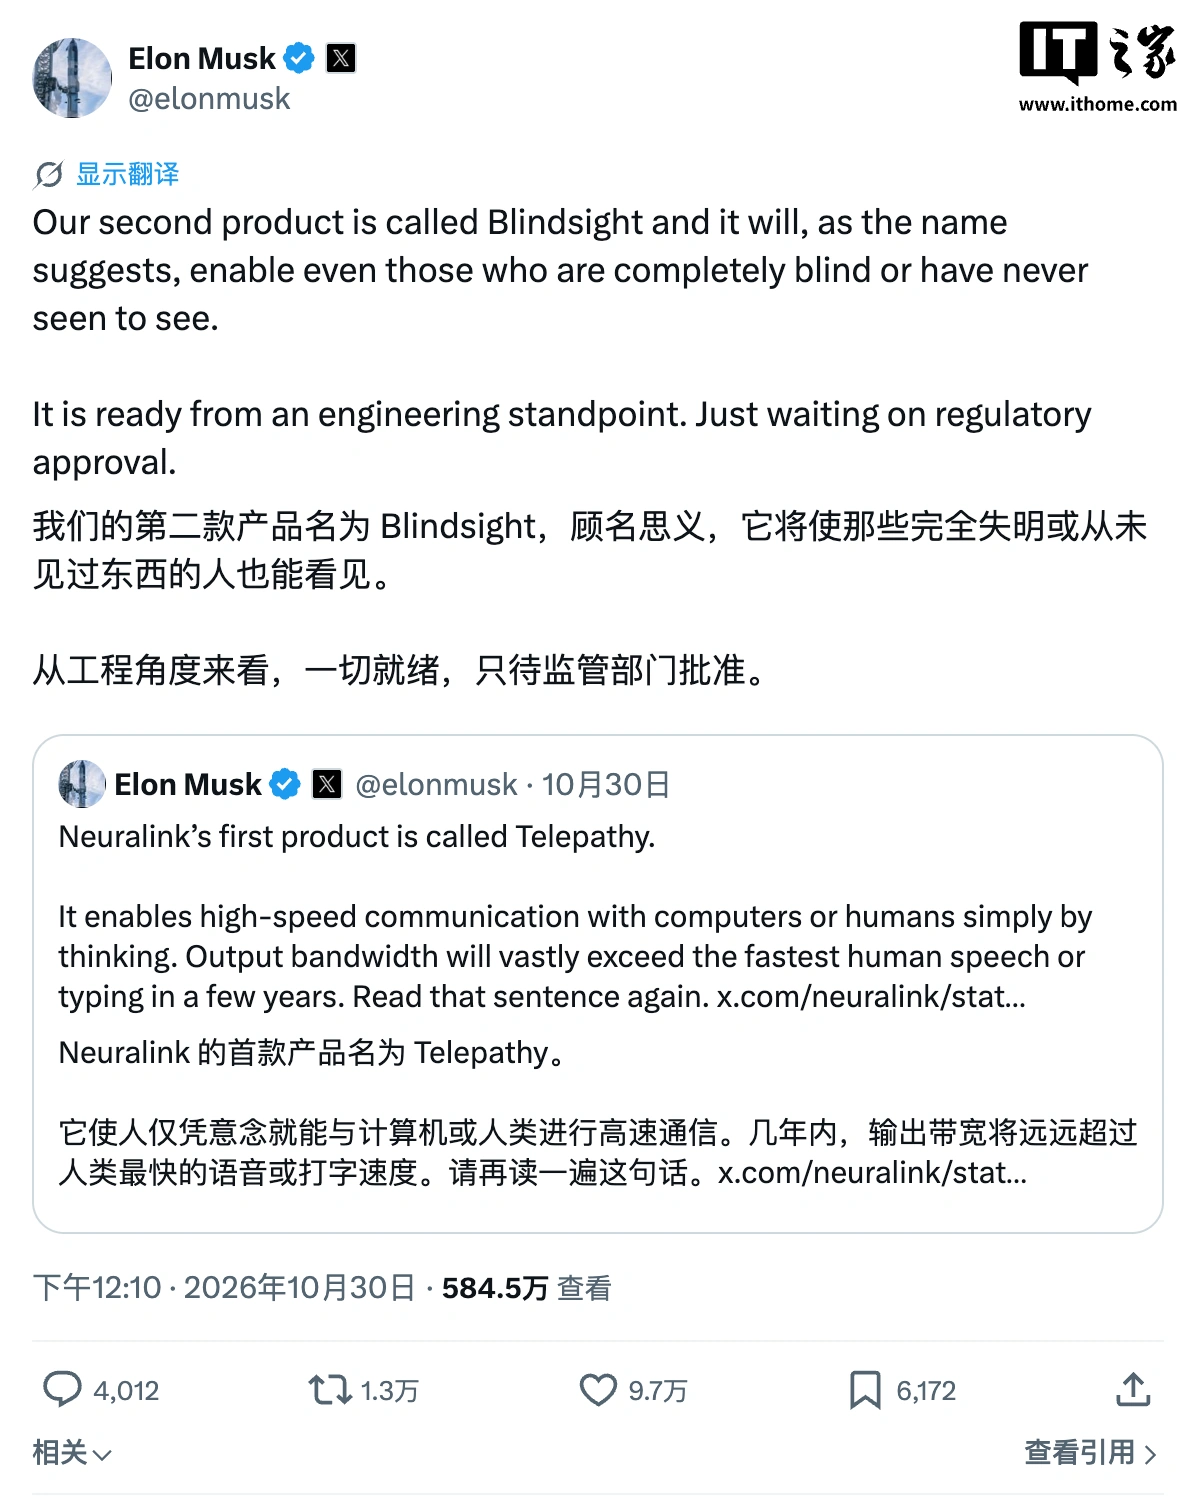 Elon Musk
@elonmusk
IT之家
www.ithome.com
显示翻译
Our second product is called Blindsight and it will, as the name
suggests, enable even those who are completely blind or have never
seen to see.
It is ready from an engineering standpoint. Just waiting on regulatory
approval.
我们的第二款产品名为 Blindsight，顾名思义，它将使那些完全失明或从未
见过东西的人也能看见。
从工程角度来看，一切就绪，只待监管部门批准。
Elon Musk @elonmusk · 10月30日
Neuralink’s first product is called Telepathy.
It enables high-speed communication with computers or humans simply by
thinking. Output bandwidth will vastly exceed the fastest human speech or
typing in a few years. Read that sentence again. x.com/neuralink/stat…
Neuralink 的首款产品名为 Telepathy。
它使人仅凭意念就能与计算机或人类进行高速通信。几年内，输出带宽将远远超过
人类最快的语音或打字速度。请再读一遍这句话。x.com/neuralink/stat…
下午12:10 · 2026年10月30日 · 584.5万 查看
4,012 1.3万 9.7万 6,172
相关 查看引用